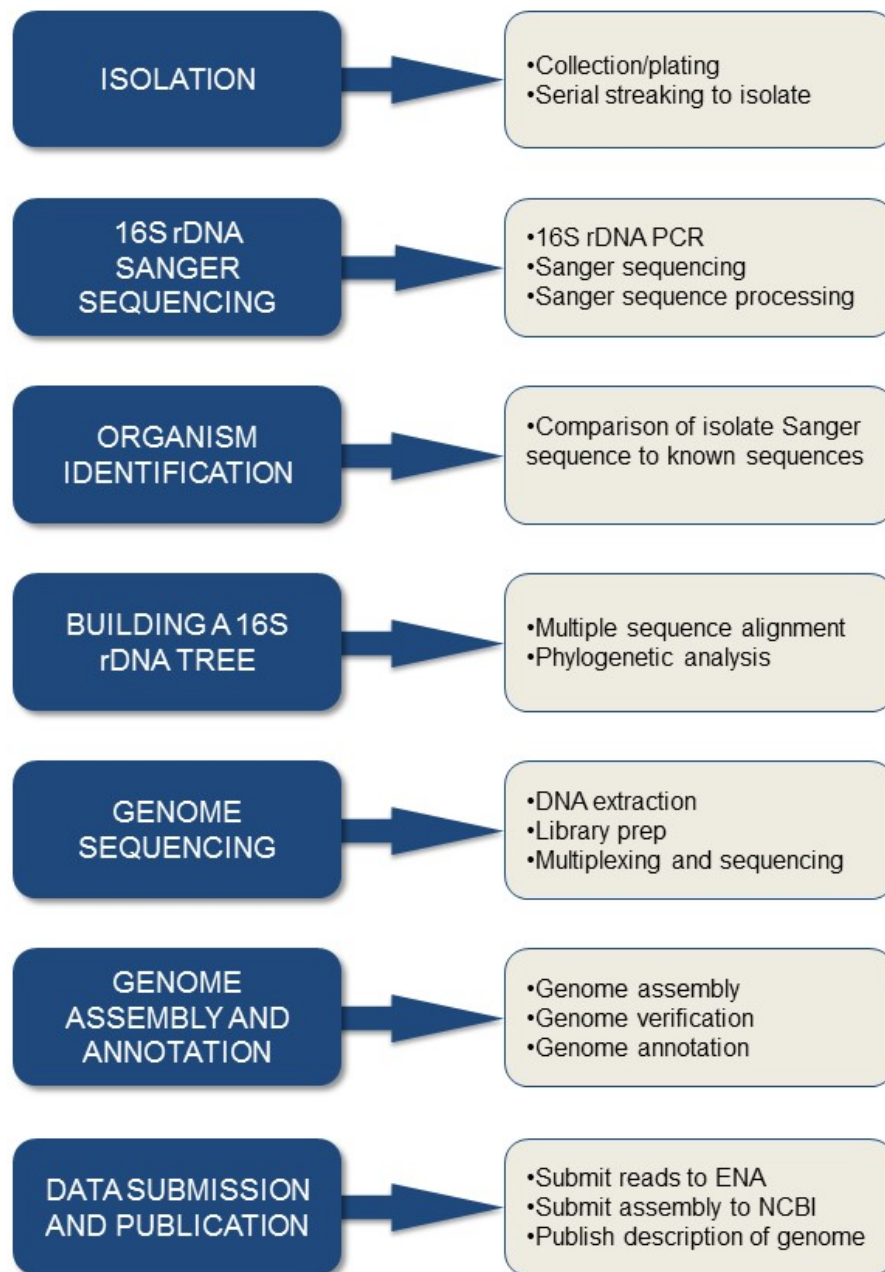 ISOLATION
•Collection/plating
•Serial streaking to isolate
16S rDNA
SANGER
SEQUENCING
•16S rDNA PCR
•Sanger sequencing
•Sanger sequence processing
ORGANISM
IDENTIFICATION
•Comparison of isolate Sanger
sequence to known sequences
BUILDING A 16S
rDNA TREE
•Multiple sequence alignment
•Phylogenetic analysis
GENOME
SEQUENCING
•DNA extraction
•Library prep
•Multiplexing and sequencing
GENOME
ASSEMBLY AND
ANNOTATION
•Genome assembly
•Genome verification
•Genome annotation
DATA SUBMISSION
AND PUBLICATION
•Submit reads to ENA
•Submit assembly to NCBI
•Publish description of genome